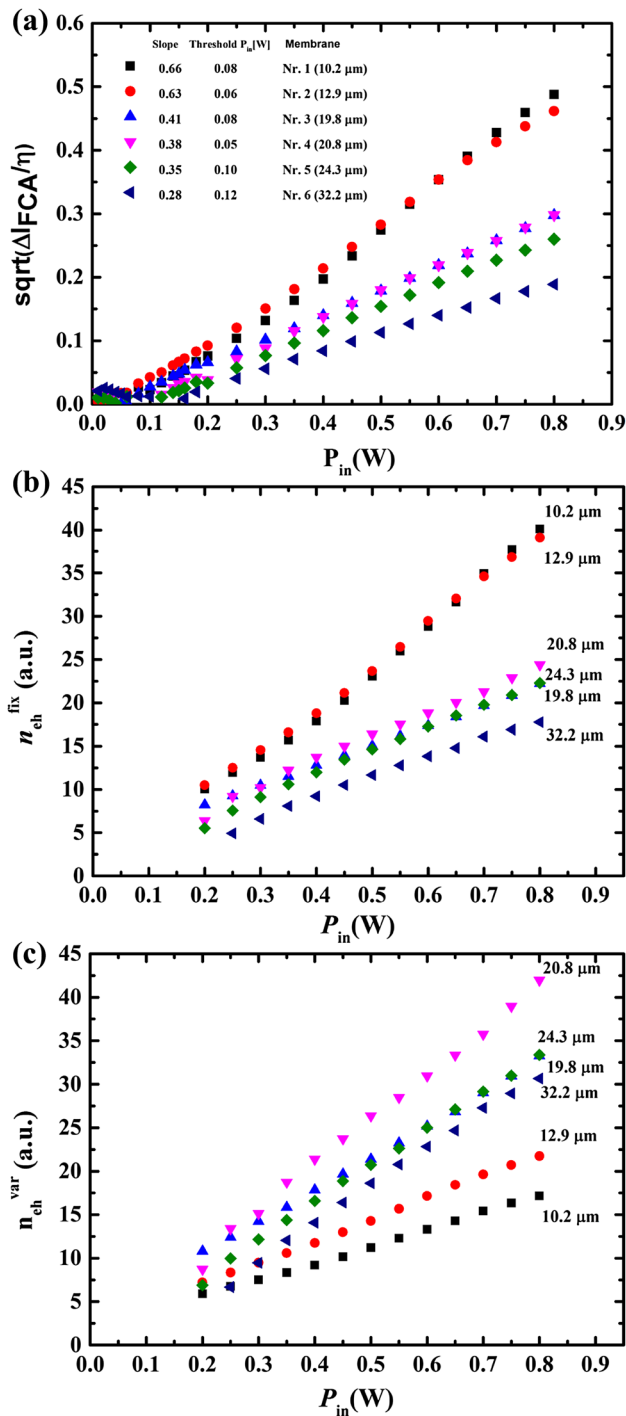 (a)
0.6
0.5
0.4
0.3
0.2
0.1
0.0
sqrt(ΔI_FCA/η)
Slope Threshold P_in[W] Membrane
0.66 0.08 Nr. 1 (10.2 μm)
0.63 0.06 Nr. 2 (12.9 μm)
0.41 0.08 Nr. 3 (19.8 μm)
0.38 0.05 Nr. 4 (20.8 μm)
0.35 0.10 Nr. 5 (24.3 μm)
0.28 0.12 Nr. 6 (32.2 μm)
0.0 0.1 0.2 0.3 0.4 0.5 0.6 0.7 0.8 0.9
P_in(W)
(b)
45
40
35
30
25
20
15
10
5
0
n_eh^fix (a.u.)
10.2 μm
12.9 μm
20.8 μm
24.3 μm
19.8 μm
32.2 μm
0.0 0.1 0.2 0.3 0.4 0.5 0.6 0.7 0.8 0.9
P_in(W)
(c)
45
40
35
30
25
20
15
10
5
0
n_eh^var (a.u.)
20.8 μm
24.3 μm
19.8 μm
32.2 μm
12.9 μm
10.2 μm
0.0 0.1 0.2 0.3 0.4 0.5 0.6 0.7 0.8 0.9
P_in(W)